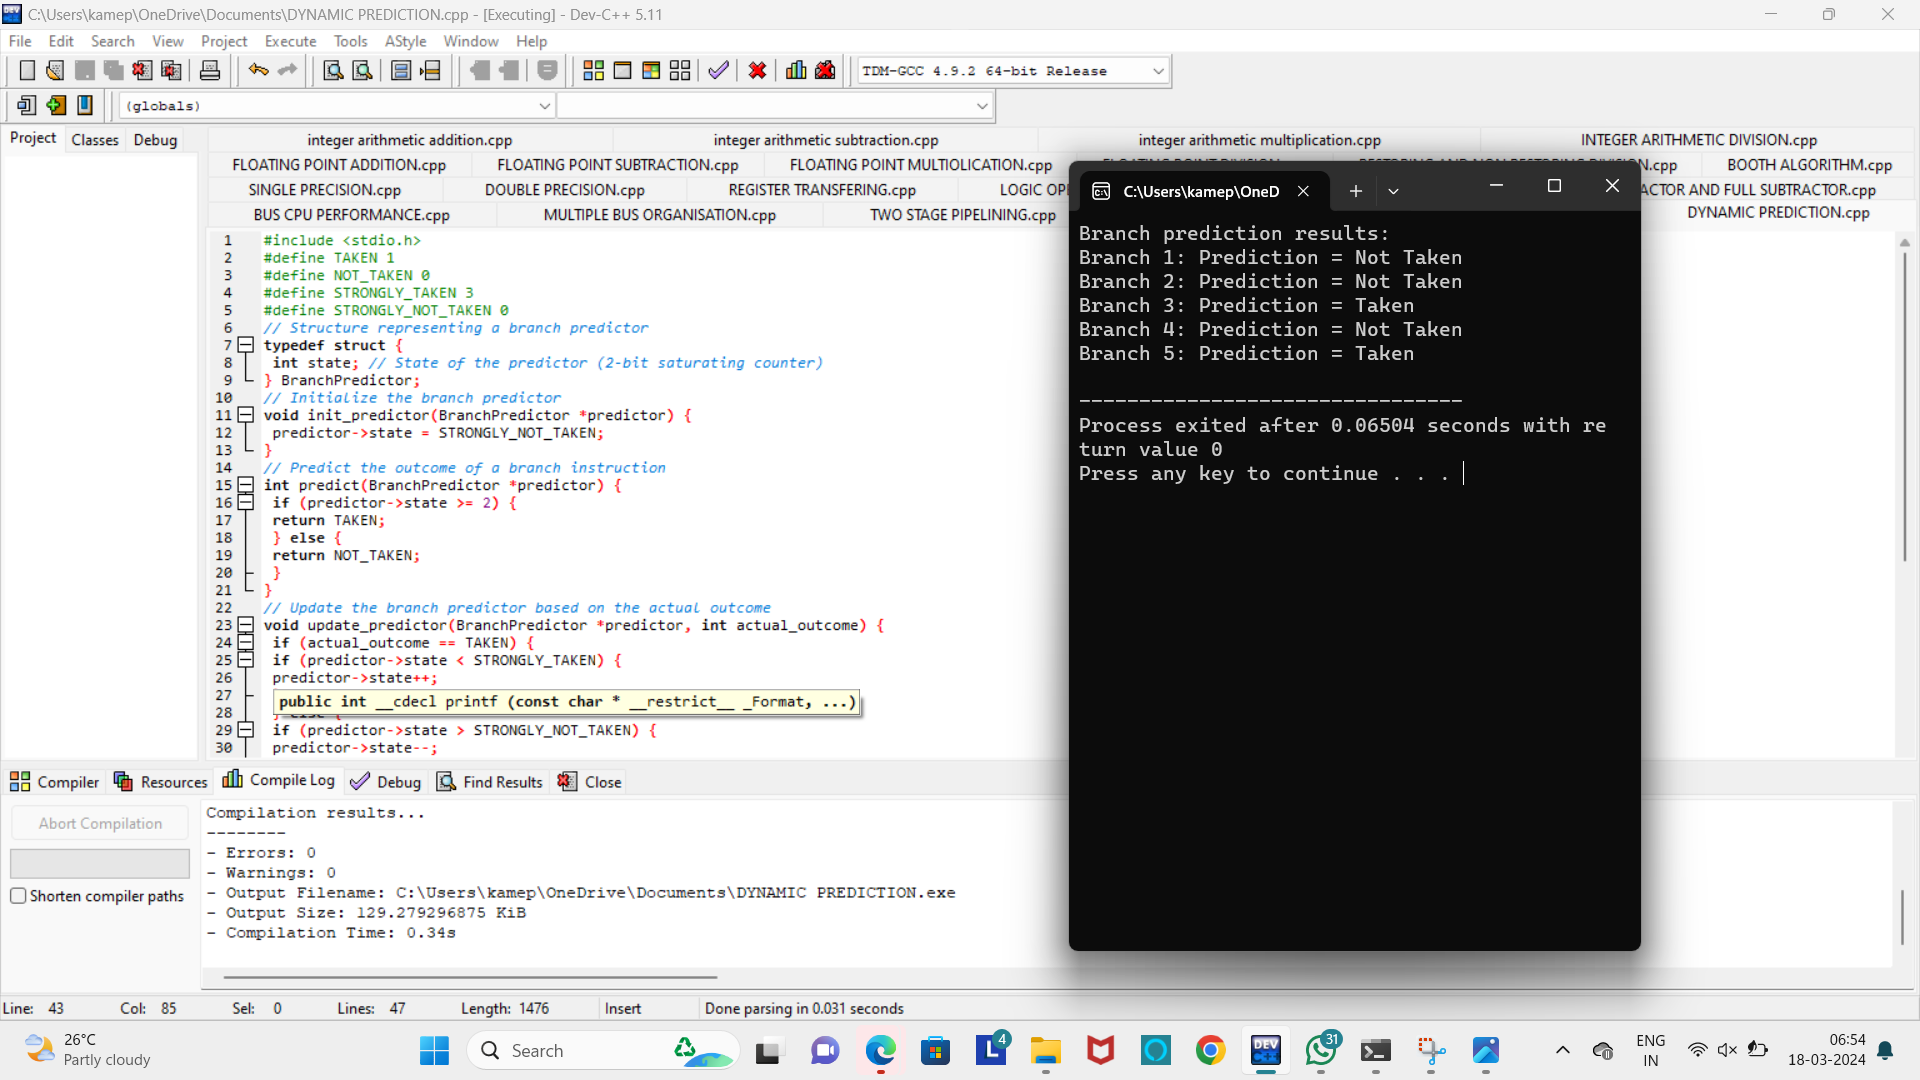 C:\Users\kamep\OneDrive\Documents\DYNAMIC PREDICTION.cpp - [Executing] - Dev-C++ 5.11
File Edit Search View Project Execute Tools AStyle Window Help
TDM-GCC 4.9.2 64-bit Release
(globals)
Project Classes Debug
integer arithmetic addition.cpp integer arithmetic subtraction.cpp integer arithmetic multiplication.cpp INTEGER ARITHMETIC DIVISION.cpp
FLOATING POINT ADDITION.cpp FLOATING POINT SUBTRACTION.cpp FLOATING POINT MULTIOLICATION.cpp BOOTH ALGORITHM.cpp
SINGLE PRECISION.cpp DOUBLE PRECISION.cpp REGISTER TRANSFERING.cpp LOGIC OPE ACTOR AND FULL SUBTRACTOR.cpp
BUS CPU PERFORMANCE.cpp MULTIPLE BUS ORGANISATION.cpp TWO STAGE PIPELINING.cpp DYNAMIC PREDICTION.cpp
1 #include <stdio.h>
2 #define TAKEN 1
3 #define NOT_TAKEN 0
4 #define STRONGLY_TAKEN 3
5 #define STRONGLY_NOT_TAKEN 0
6 // Structure representing a branch predictor
7 typedef struct {
8 int state; // State of the predictor (2-bit saturating counter)
9 } BranchPredictor;
10 // Initialize the branch predictor
11 void init_predictor(BranchPredictor *predictor) {
12 predictor->state = STRONGLY_NOT_TAKEN;
13 }
14 // Predict the outcome of a branch instruction
15 int predict(BranchPredictor *predictor) {
16 if (predictor->state >= 2) {
17 return TAKEN;
18 } else {
19 return NOT_TAKEN;
20 }
21 }
22 // Update the branch predictor based on the actual outcome
23 void update_predictor(BranchPredictor *predictor, int actual_outcome) {
24 if (actual_outcome == TAKEN) {
25 if (predictor->state < STRONGLY_TAKEN) {
26 predictor->state++;
27
public int __cdecl printf (const char * __restrict__ _Format, ...)
28 } else {
29 if (predictor->state > STRONGLY_NOT_TAKEN) {
30 predictor->state--;
C:\Users\kamep\OneD
Branch prediction results:
Branch 1: Prediction = Not Taken
Branch 2: Prediction = Not Taken
Branch 3: Prediction = Taken
Branch 4: Prediction = Not Taken
Branch 5: Prediction = Taken
--------------------------------
Process exited after 0.06504 seconds with re
turn value 0
Press any key to continue . . .
Compiler Resources Compile Log Debug Find Results Close
Abort Compilation
Shorten compiler paths
Compilation results...
--------
- Errors: 0
- Warnings: 0
- Output Filename: C:\Users\kamep\OneDrive\Documents\DYNAMIC PREDICTION.exe
- Output Size: 129.279296875 KiB
- Compilation Time: 0.34s
Line: 43 Col: 85 Sel: 0 Lines: 47 Length: 1476 Insert Done parsing in 0.031 seconds
26°C
Partly cloudy
Search
4
DEV
C++
31
ENG
IN
06:54
18-03-2024